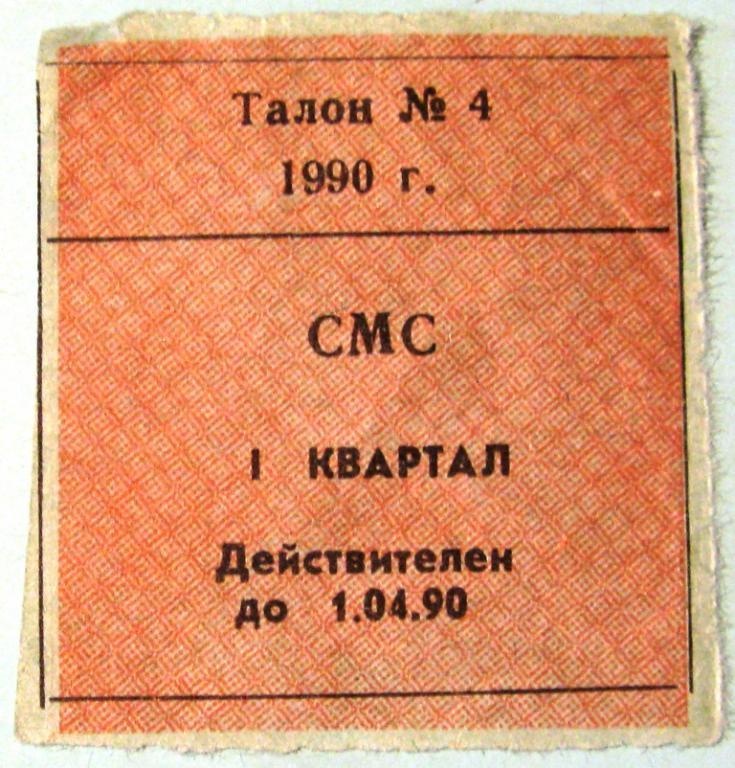 Талон № 4
1990 г.
СМС
I КВАРТАЛ
Действителен
до 1.04.90